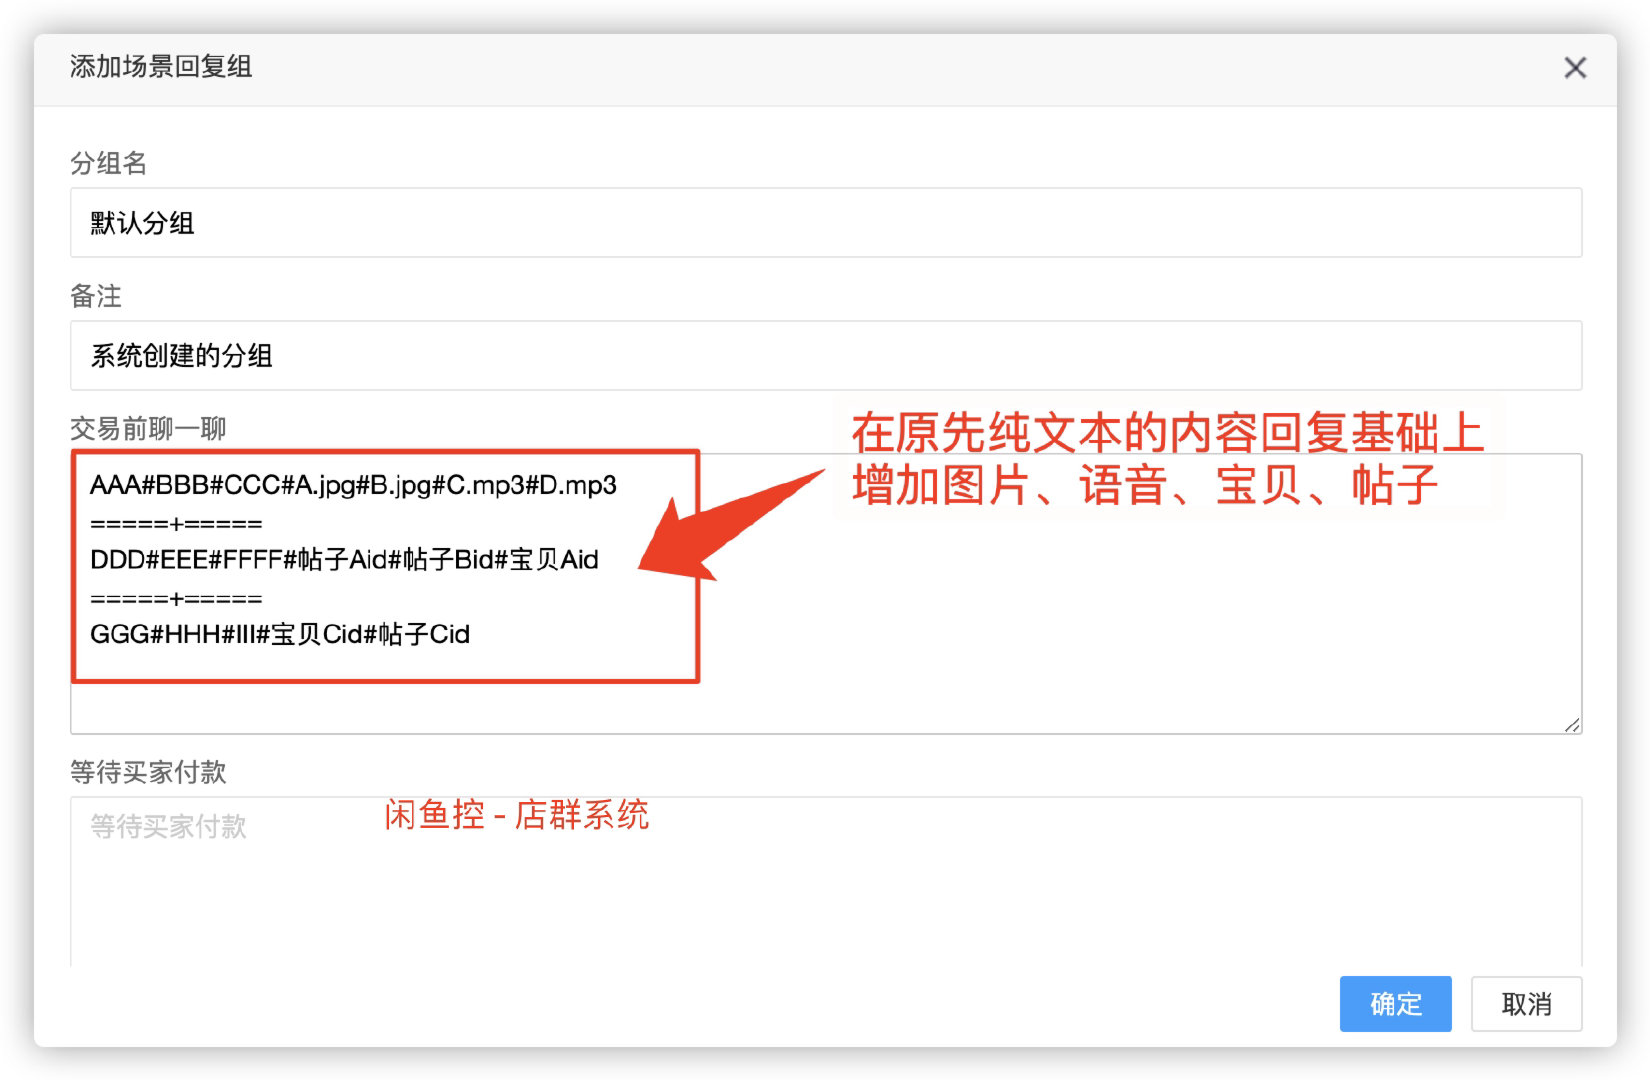 添加场景回复组
分组名
默认分组
备注
系统创建的分组
交易前聊一聊
在原先纯文本的内容回复基础上
增加图片、语音、宝贝、帖子
AAA#BBB#CCC#A.jpg#B.jpg#C.mp3#D.mp3
=====+=====
DDD#EEE#FFFF#帖子Aid#帖子Bid#宝贝Aid
=====+=====
GGG#HHH#III#宝贝Cid#帖子Cid
等待买家付款
等待买家付款
闲鱼控 - 店群系统
确定
取消